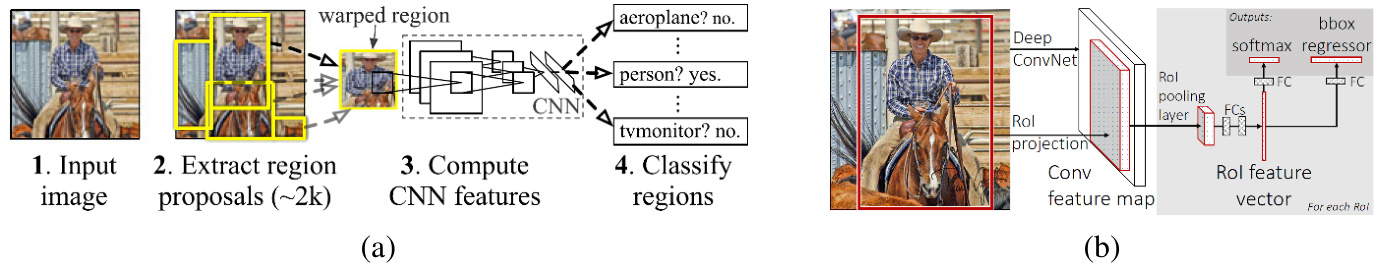 warped region
aeroplane? no.
person? yes.
tvmonitor? no.
CNN
1. Input
image
2. Extract region
proposals (~2k)
3. Compute
CNN features
4. Classify
regions
(a)
Deep
ConvNet
RoI
projection
Conv
feature map
RoI
pooling
layer
FCs
RoI feature
vector
Outputs:
softmax
bbox
regressor
FC
FC
For each RoI
(b)